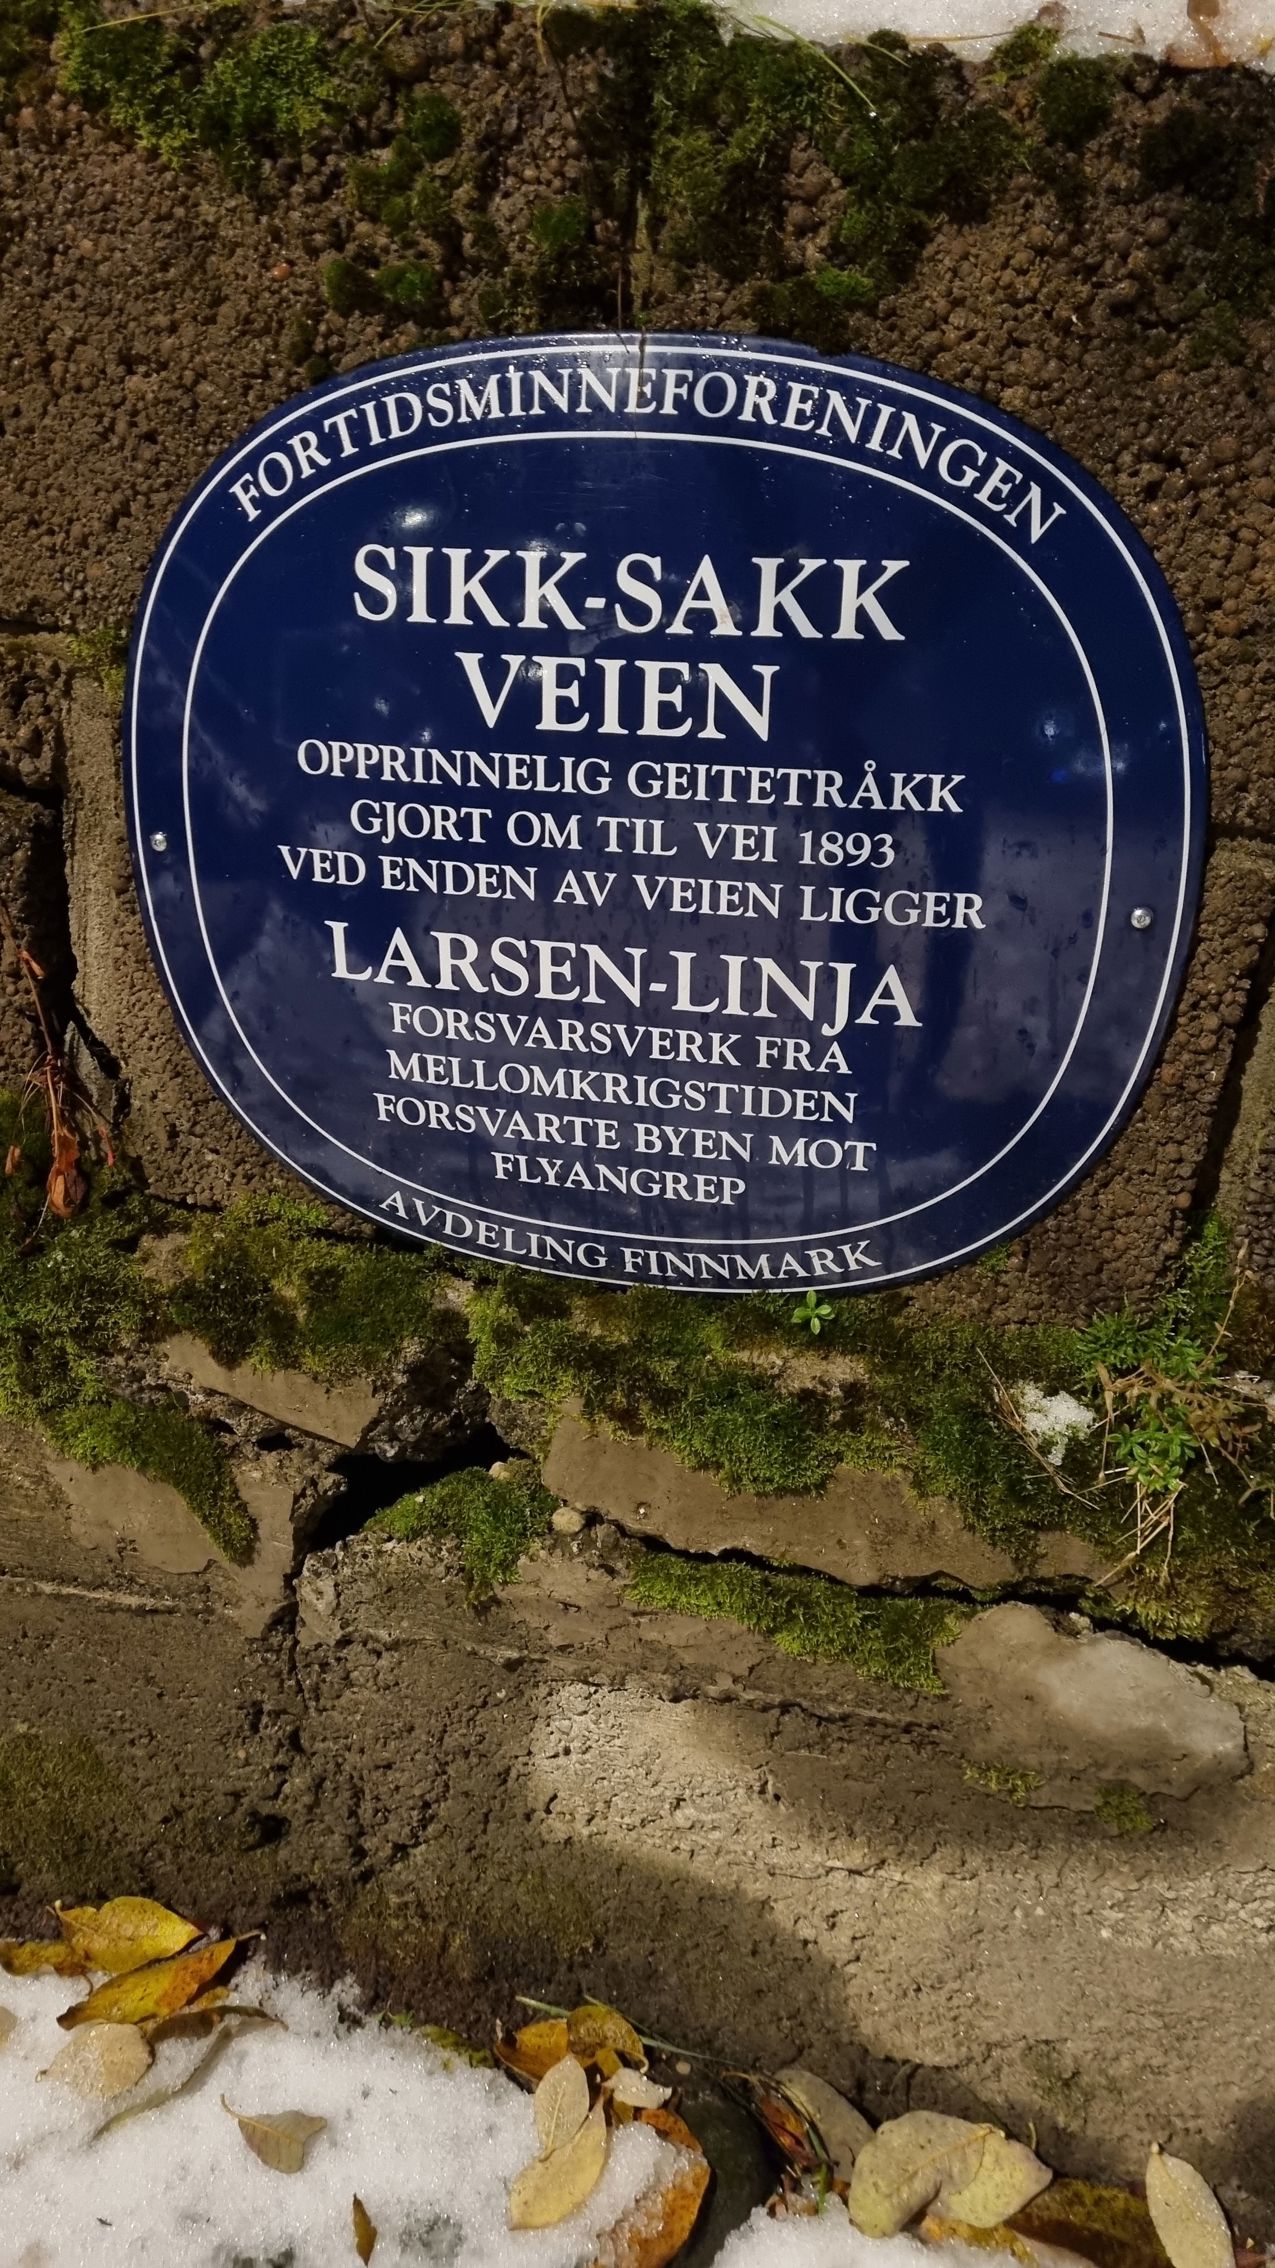 FORTIDSMINNEFORENINGEN
SIKK-SAKK
VEIEN
OPPRINNELIG GEITETRÅKK
GJORT OM TIL VEI 1893
VED ENDEN AV VEIEN LIGGER
LARSEN-LINJA
FORSVARSVERK FRA
MELLOMKRIGSTIDEN
FORSVARTE BYEN MOT
FLYANGREP
AVDELING FINNMARK